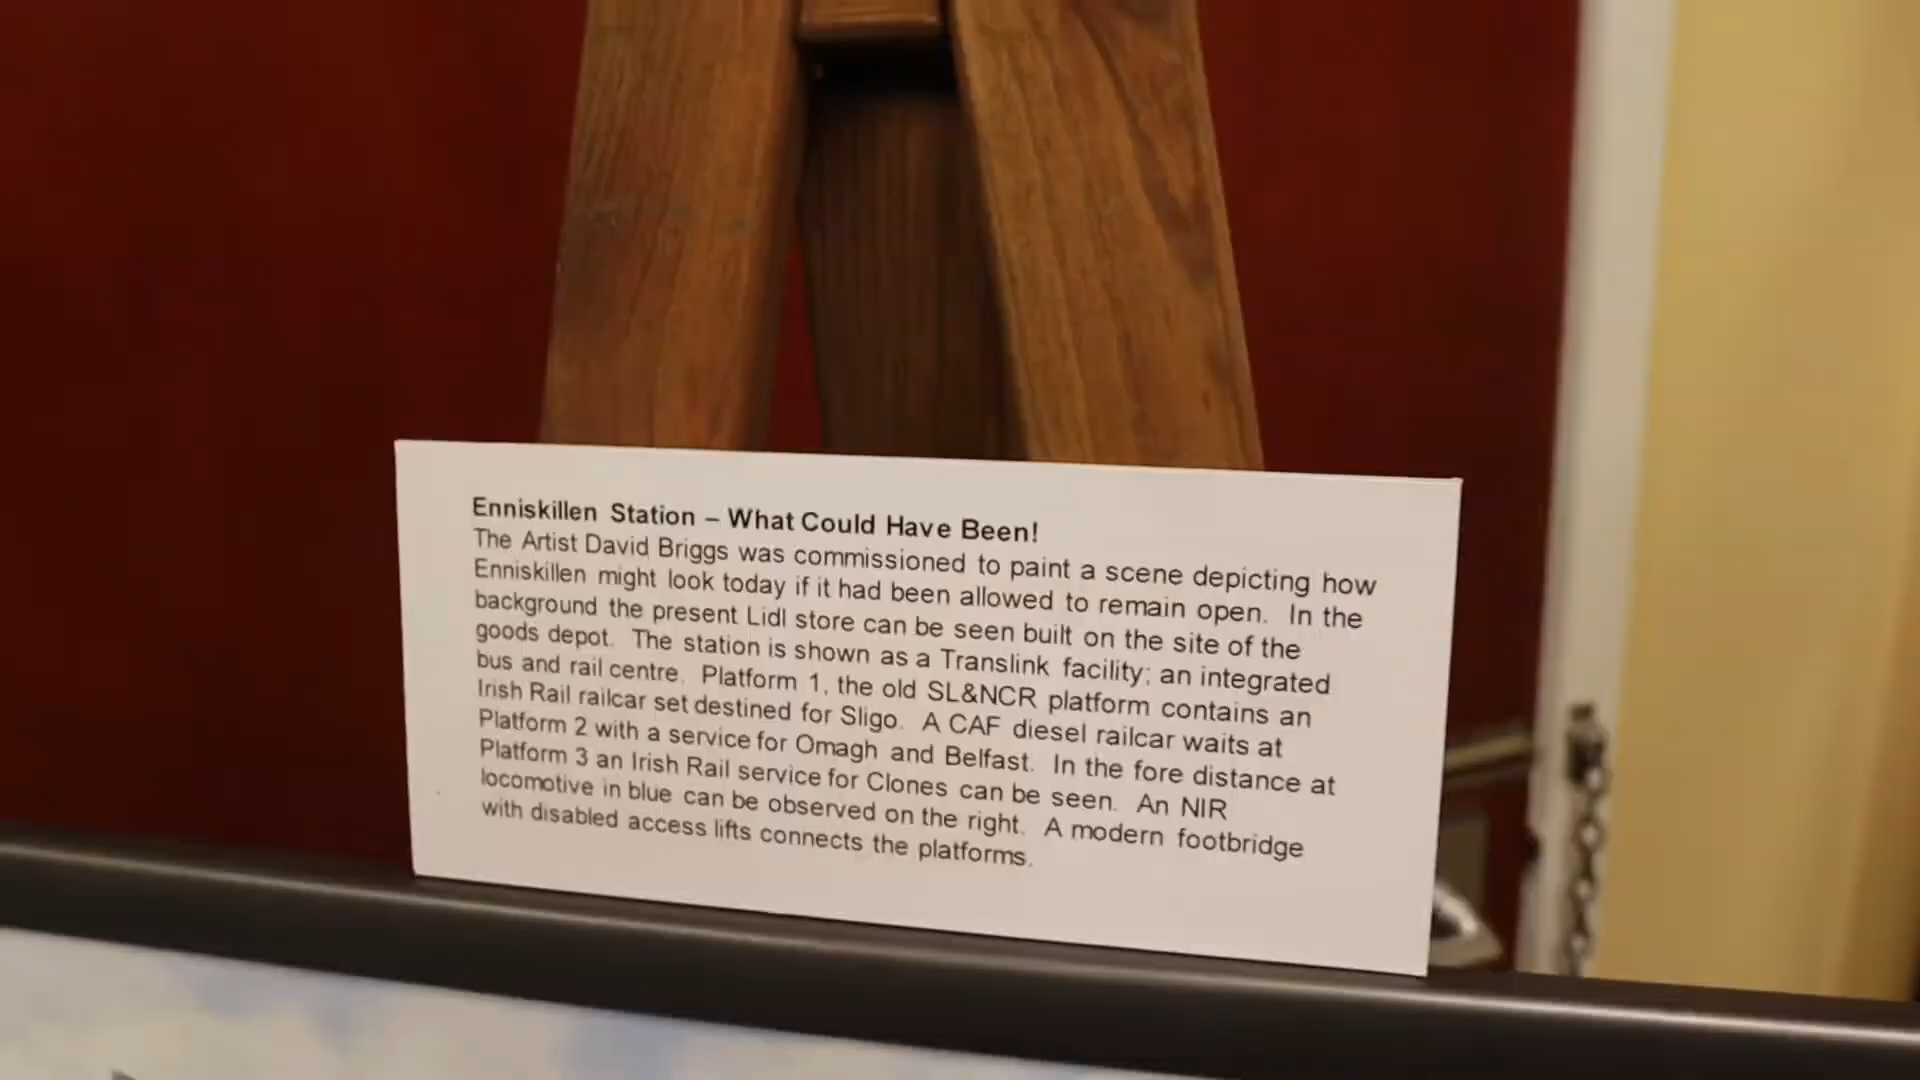 Enniskillen Station – What Could Have Been!
The Artist David Briggs was commissioned to paint a scene depicting how
Enniskillen might look today if it had been allowed to remain open. In the
background the present Lidl store can be seen built on the site of the
goods depot. The station is shown as a Translink facility; an integrated
bus and rail centre. Platform 1, the old SL&NCR platform contains an
Irish Rail railcar set destined for Sligo. A CAF diesel railcar waits at
Platform 2 with a service for Omagh and Belfast. In the fore distance at
Platform 3 an Irish Rail service for Clones can be seen. An NIR
locomotive in blue can be observed on the right. A modern footbridge
with disabled access lifts connects the platforms.